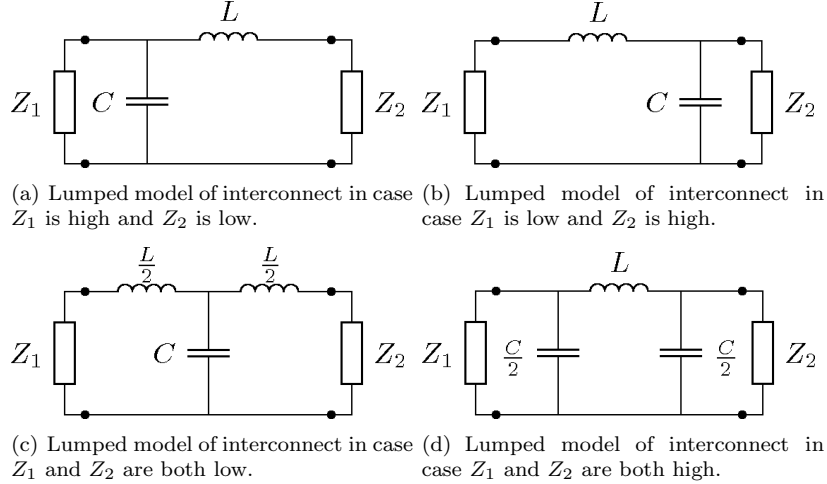 L
L
Z1
C
Z2
C
Z2
(a) Lumped model of interconnect in case
Z1 is high and Z2 is low.
(b) Lumped model of interconnect in
case Z1 is low and Z2 is high.
L/2
L/2
L
Z1
C
Z2
Z1
C/2
C/2
Z2
(c) Lumped model of interconnect in case
Z1 and Z2 are both low.
(d) Lumped model of interconnect in
case Z1 and Z2 are both high.